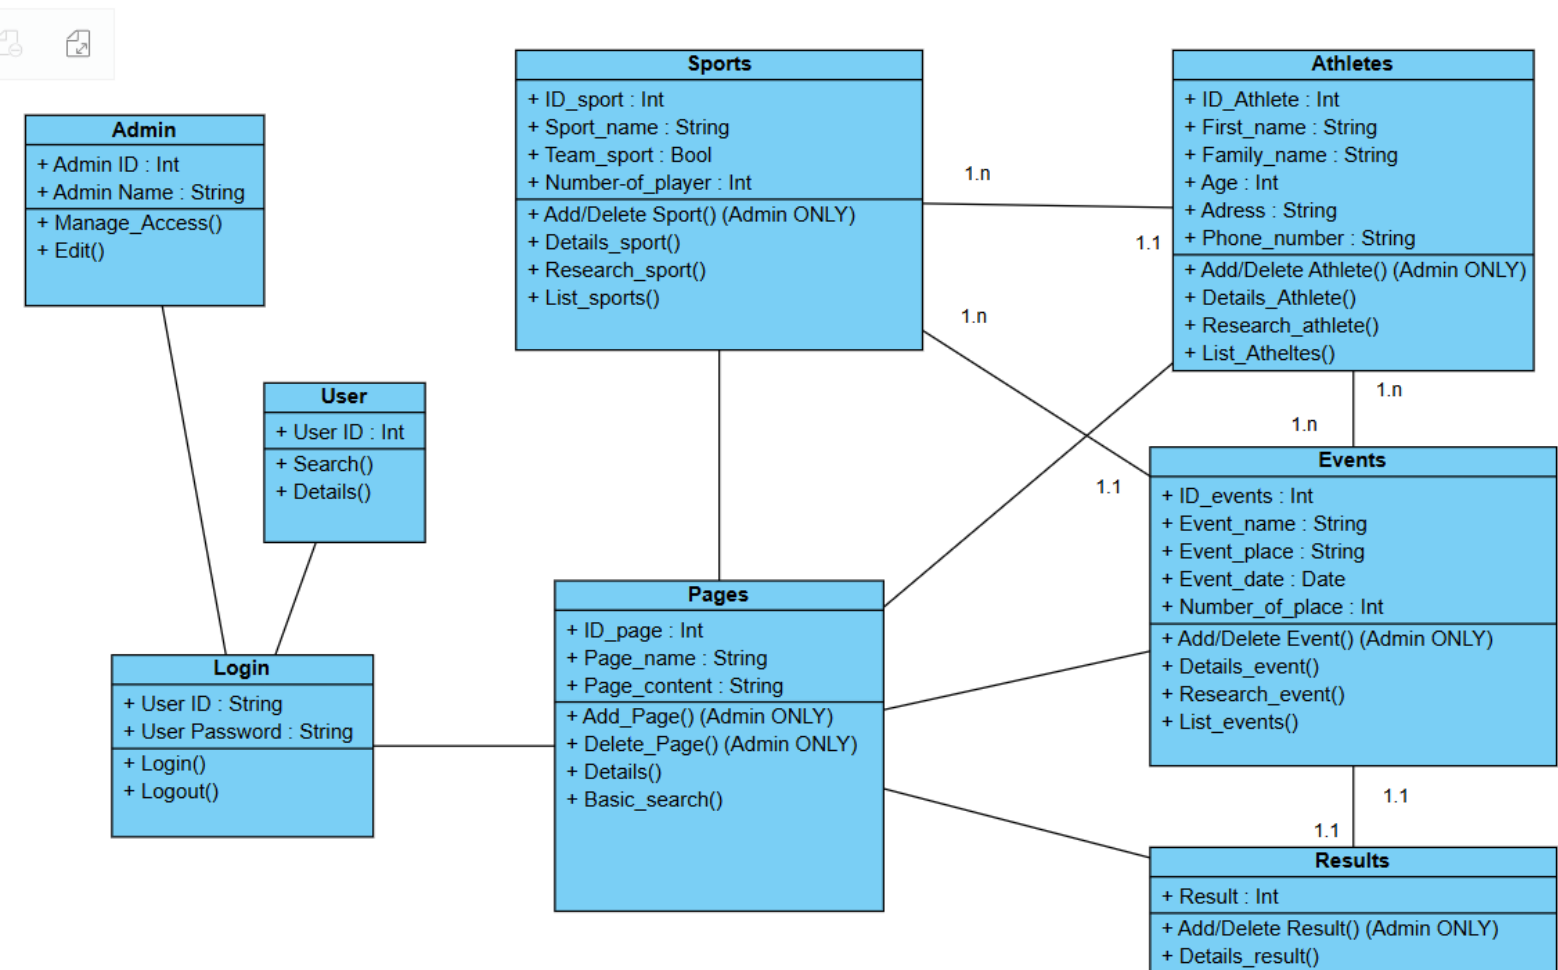 Admin
+ Admin ID : Int
+ Admin Name : String
+ Manage_Access()
+ Edit()
User
+ User ID : Int
+ Search()
+ Details()
Login
+ User ID : String
+ User Password : String
+ Login()
+ Logout()
Sports
+ ID_sport : Int
+ Sport_name : String
+ Team_sport : Bool
+ Number-of_player : Int
+ Add/Delete Sport() (Admin ONLY)
+ Details_sport()
+ Research_sport()
+ List_sports()
1.n
1.1
1.n
1.1
Pages
+ ID_page : Int
+ Page_name : String
+ Page_content : String
+ Add_Page() (Admin ONLY)
+ Delete_Page() (Admin ONLY)
+ Details()
+ Basic_search()
Athletes
+ ID_Athlete : Int
+ First_name : String
+ Family_name : String
+ Age : Int
+ Adress : String
+ Phone_number : String
+ Add/Delete Athlete() (Admin ONLY)
+ Details_Athlete()
+ Research_athlete()
+ List_Atheltes()
1.n
1.n
Events
+ ID_events : Int
+ Event_name : String
+ Event_place : String
+ Event_date : Date
+ Number_of_place : Int
+ Add/Delete Event() (Admin ONLY)
+ Details_event()
+ Research_event()
+ List_events()
1.1
1.1
Results
+ Result : Int
+ Add/Delete Result() (Admin ONLY)
+ Details_result()